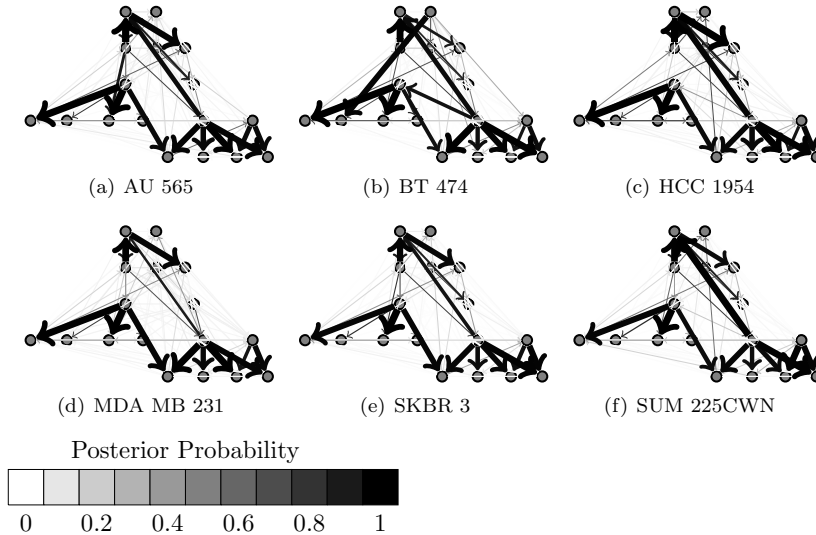 (a) AU 565
(b) BT 474
(c) HCC 1954
(d) MDA MB 231
(e) SKBR 3
(f) SUM 225CWN
Posterior Probability
0 0.2 0.4 0.6 0.8 1